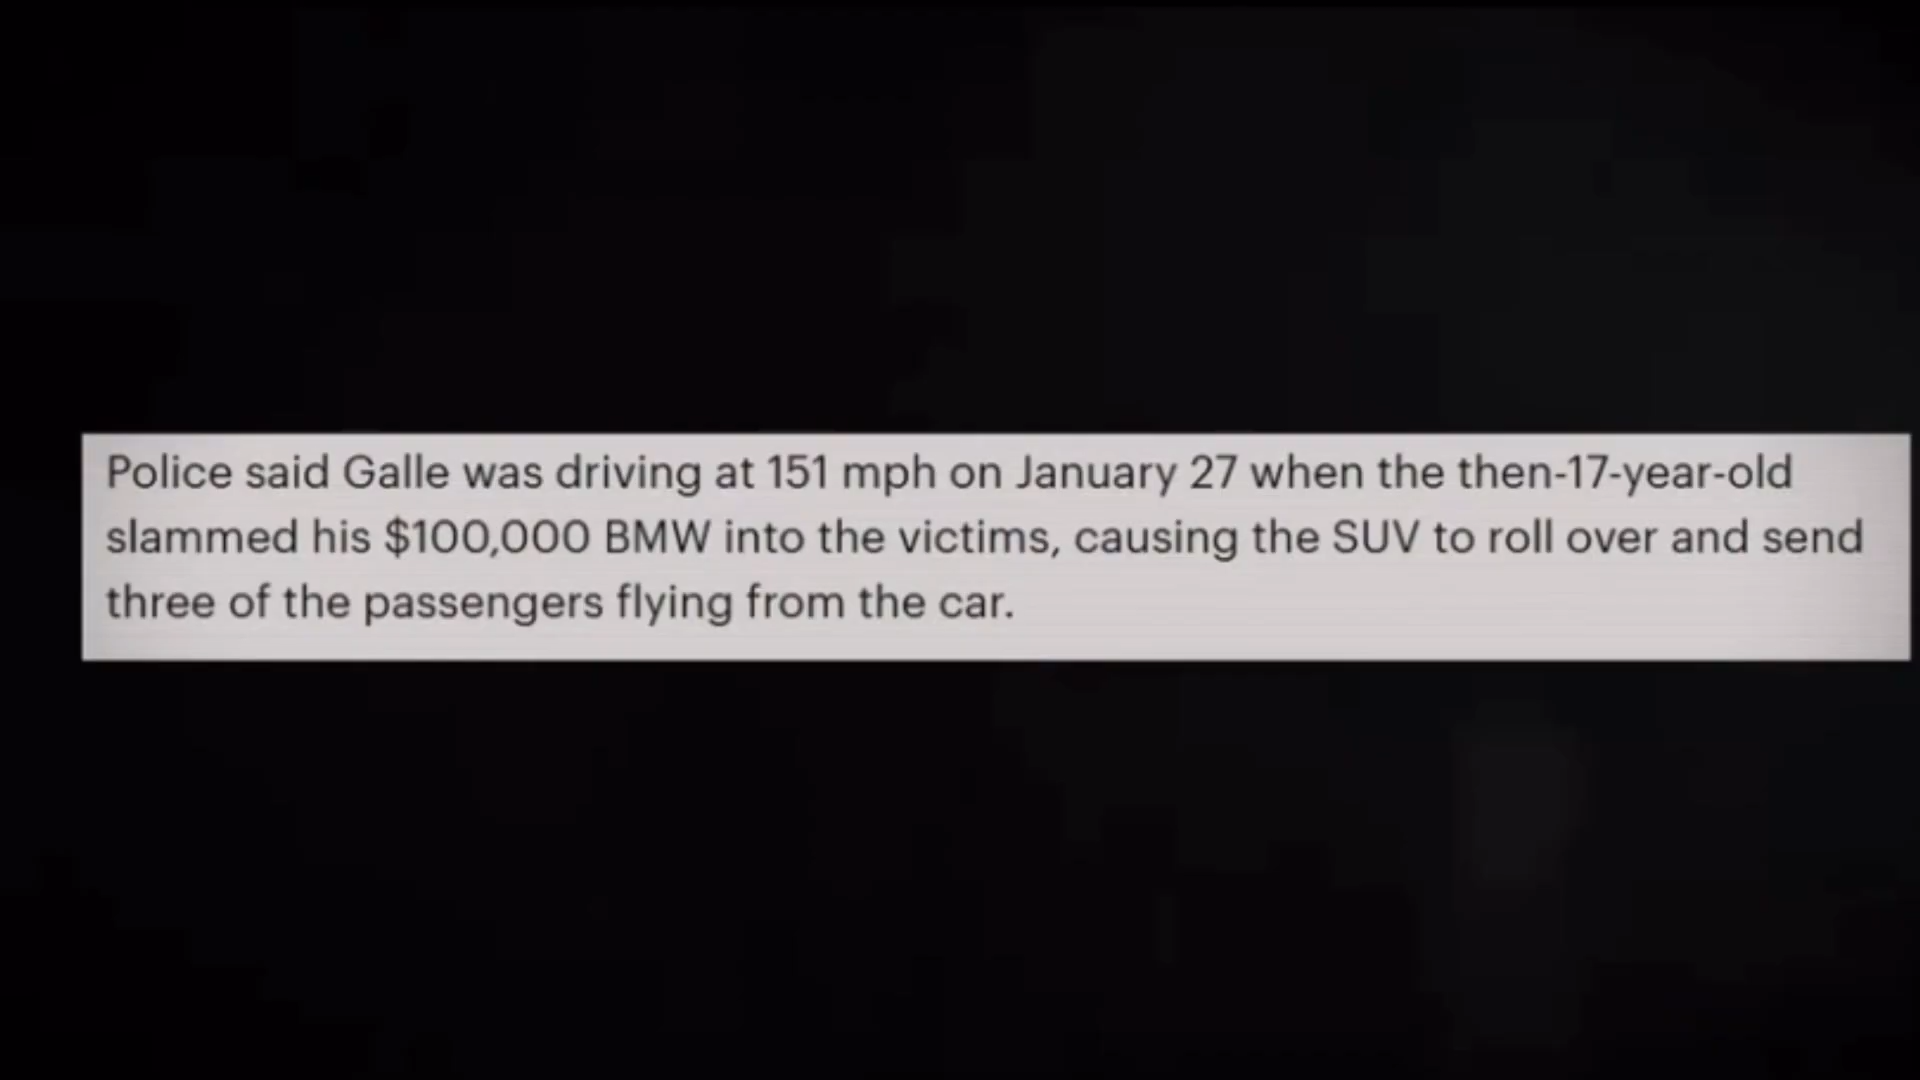 Police said Galle was driving at 151 mph on January 27 when the then-17-year-old
slammed his $100,000 BMW into the victims, causing the SUV to roll over and send
three of the passengers flying from the car.